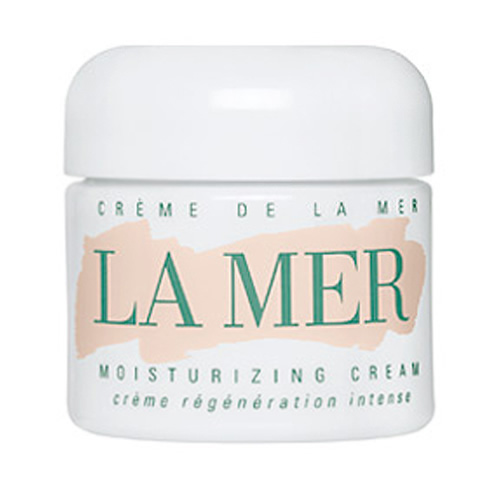 CRÈME DE LA MER
LA MER
MOISTURIZING CREAM
crème régénération intense